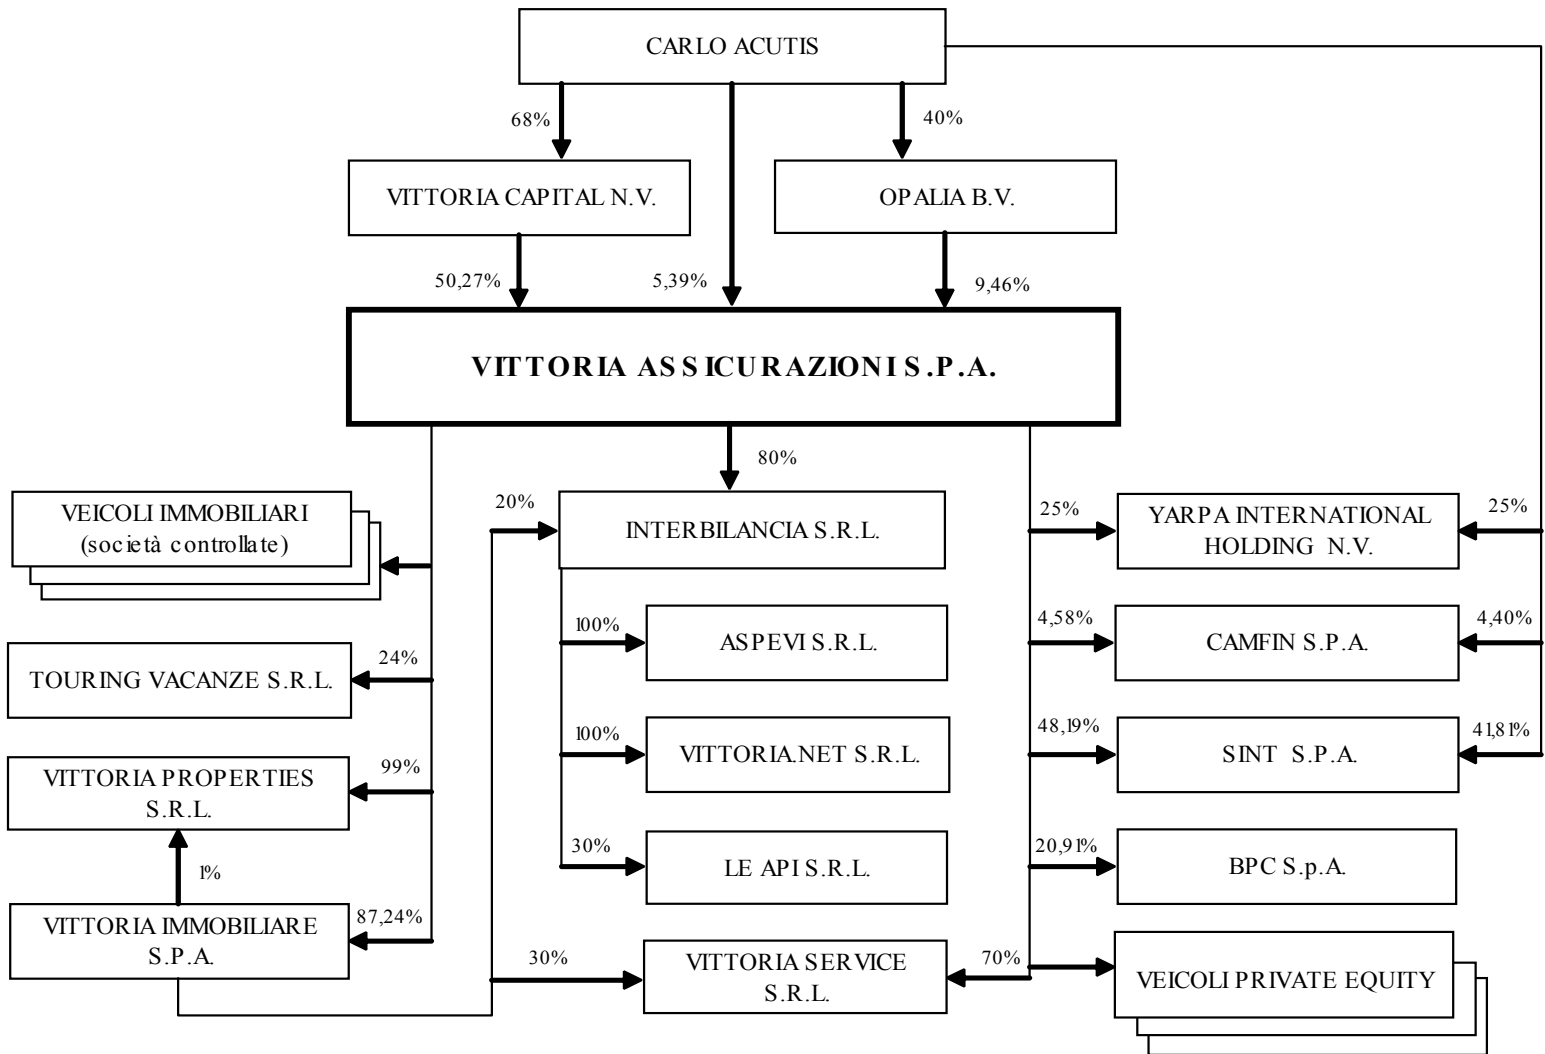 CARLO ACUTIS
68%
40%
VITTORIA CAPITAL N.V.
OPALIA B.V.
50,27%
5,39%
9,46%
VITTORIA ASSICURAZIONI S.P.A.
80%
20%
25%
25%
VEICOLI IMMOBILIARI
(società controllate)
INTERBILANCIA S.R.L.
YARPA INTERNATIONAL
HOLDING N.V.
100%
4,58%
4,40%
ASPEVI S.R.L.
CAMFIN S.P.A.
24%
TOURING VACANZE S.R.L.
100%
48,19%
41,81%
VITTORIA.NET S.R.L.
SINT S.P.A.
99%
VITTORIA PROPERTIES
S.R.L.
30%
20,91%
LE API S.R.L.
BPC S.p.A.
1%
87,24%
VITTORIA IMMOBILIARE
S.P.A.
30%
VITTORIA SERVICE
S.R.L.
70%
VEICOLI PRIVATE EQUITY